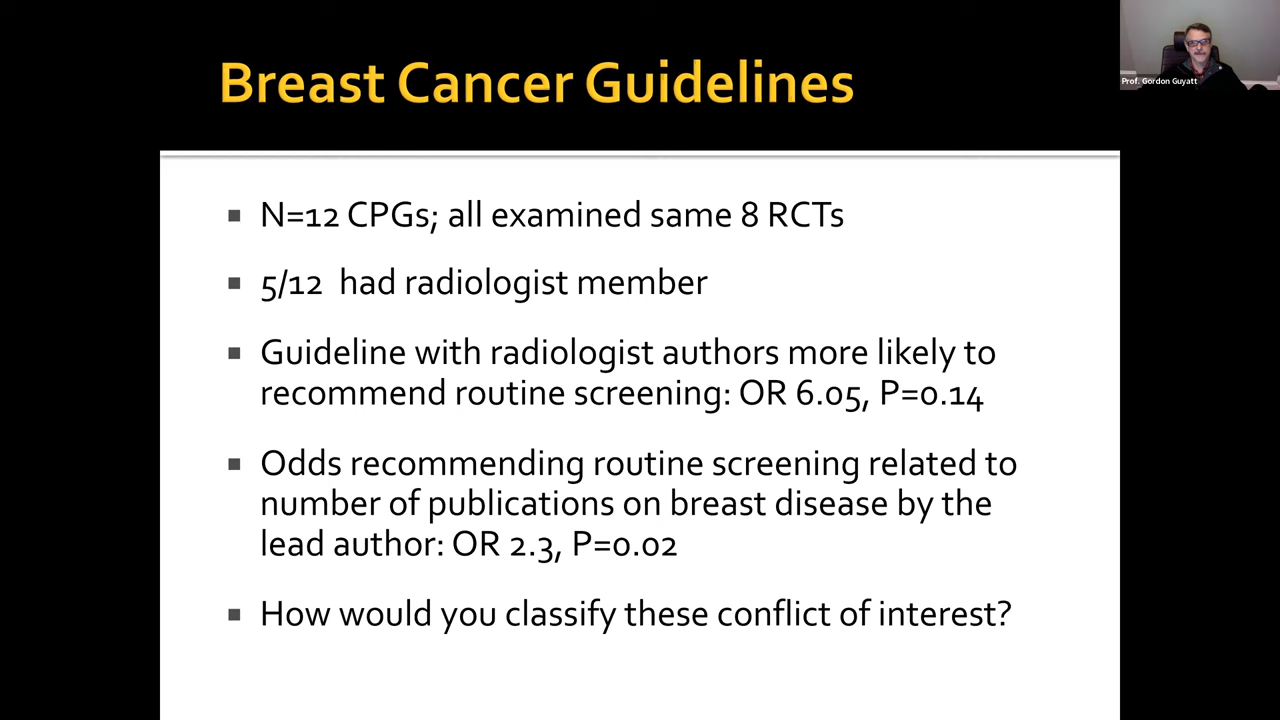 Breast Cancer Guidelines
Prof. Gordon Guyatt
N=12 CPGs; all examined same 8 RCTs
5/12 had radiologist member
Guideline with radiologist authors more likely to
recommend routine screening: OR 6.05, P=0.14
Odds recommending routine screening related to
number of publications on breast disease by the
lead author: OR 2.3, P=0.02
How would you classify these conflict of interest?